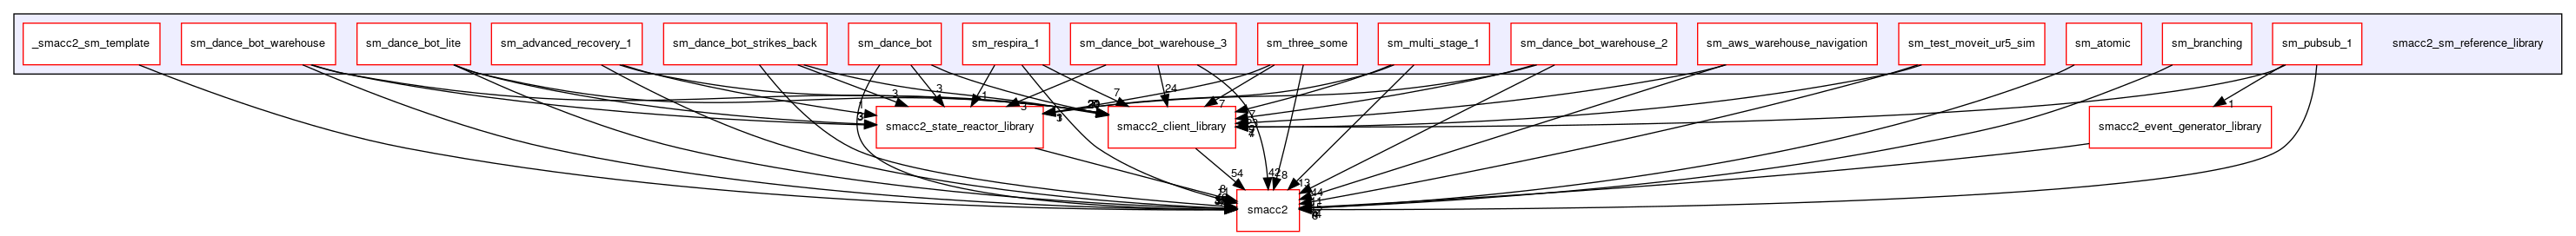 _smacc2_sm_template
sm_dance_bot_warehouse
sm_dance_bot_lite
sm_advanced_recovery_1
sm_dance_bot_strikes_back
sm_dance_bot
sm_respira_1
sm_dance_bot_warehouse_3
sm_three_some
sm_multi_stage_1
sm_dance_bot_warehouse_2
sm_aws_warehouse_navigation
sm_test_moveit_ur5_sim
sm_atomic
sm_branching
sm_pubsub_1
smacc2_sm_reference_library
3
3
1
3
7
24
7
1
smacc2_state_reactor_library
smacc2_client_library
smacc2_event_generator_library
54
42
8
13
smacc2